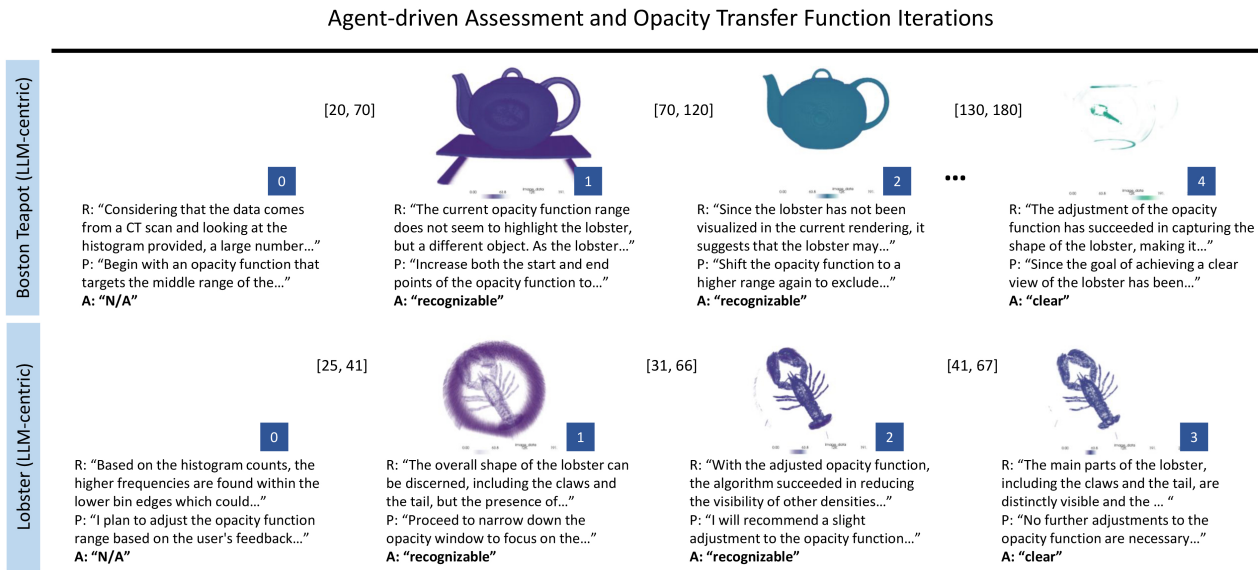 Agent-driven Assessment and Opacity Transfer Function Iterations
Boston Teapot (LLM-centric)
[20, 70]
[70, 120]
[130, 180]
...
0
1
2
4
R: “Considering that the data comes
from a CT scan and looking at the
histogram provided, a large number…”
P: “Begin with an opacity function that
targets the middle range of the…”
A: “N/A”
R: “The current opacity function range
does not seem to highlight the lobster,
but a different object. As the lobster…”
P: “Increase both the start and end
points of the opacity function to…”
A: “recognizable”
R: “Since the lobster has not been
visualized in the current rendering, it
suggests that the lobster may…”
P: “Shift the opacity function to a
higher range again to exclude…”
A: “recognizable”
R: “The adjustment of the opacity
function has succeeded in capturing the
shape of the lobster, making it…”
P: “Since the goal of achieving a clear
view of the lobster has been…”
A: “clear”
Lobster (LLM-centric)
[25, 41]
[31, 66]
[41, 67]
0
1
2
3
R: “Based on the histogram counts, the
higher frequencies are found within the
lower bin edges which could…”
P: “I plan to adjust the opacity function
range based on the user's feedback…”
A: “N/A”
R: “The overall shape of the lobster can
be discerned, including the claws and
the tail, but the presence of…”
P: “Proceed to narrow down the
opacity window to focus on the…”
A: “recognizable”
R: “With the adjusted opacity function,
the algorithm succeeded in reducing
the visibility of other densities…”
P: “I will recommend a slight
adjustment to the opacity function…”
A: “recognizable”
R: “The main parts of the lobster,
including the claws and the tail, are
distinctly visible and the … “
P: “No further adjustments to the
opacity function are necessary…”
A: “clear”